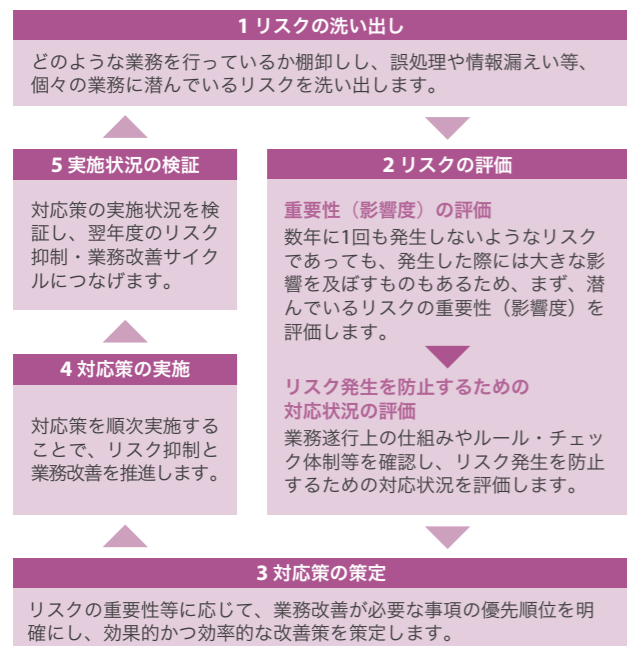 1 リスクの洗い出し
どのような業務を行っているか棚卸しし、誤処理や情報漏えい等、
個々の業務に潜んでいるリスクを洗い出します。
2 リスクの評価
重要性（影響度）の評価
数年に1回も発生しないようなリスク
であっても、発生した際には大きな影
響を及ぼすものもあるため、まず、潜
んでいるリスクの重要性（影響度）を
評価します。
リスク発生を防止するための
対応状況の評価
業務遂行上の仕組みやルール・チェッ
ク体制等を確認し、リスク発生を防止
するための対応状況を評価します。
3 対応策の策定
リスクの重要性等に応じて、業務改善が必要な事項の優先順位を明
確にし、効果的かつ効率的な改善策を策定します。
4 対応策の実施
対応策を順次実施する
ことで、リスク抑制と
業務改善を推進します。
5 実施状況の検証
対応策の実施状況を検
証し、翌年度のリスク
抑制・業務改善サイク
ルにつなげます。